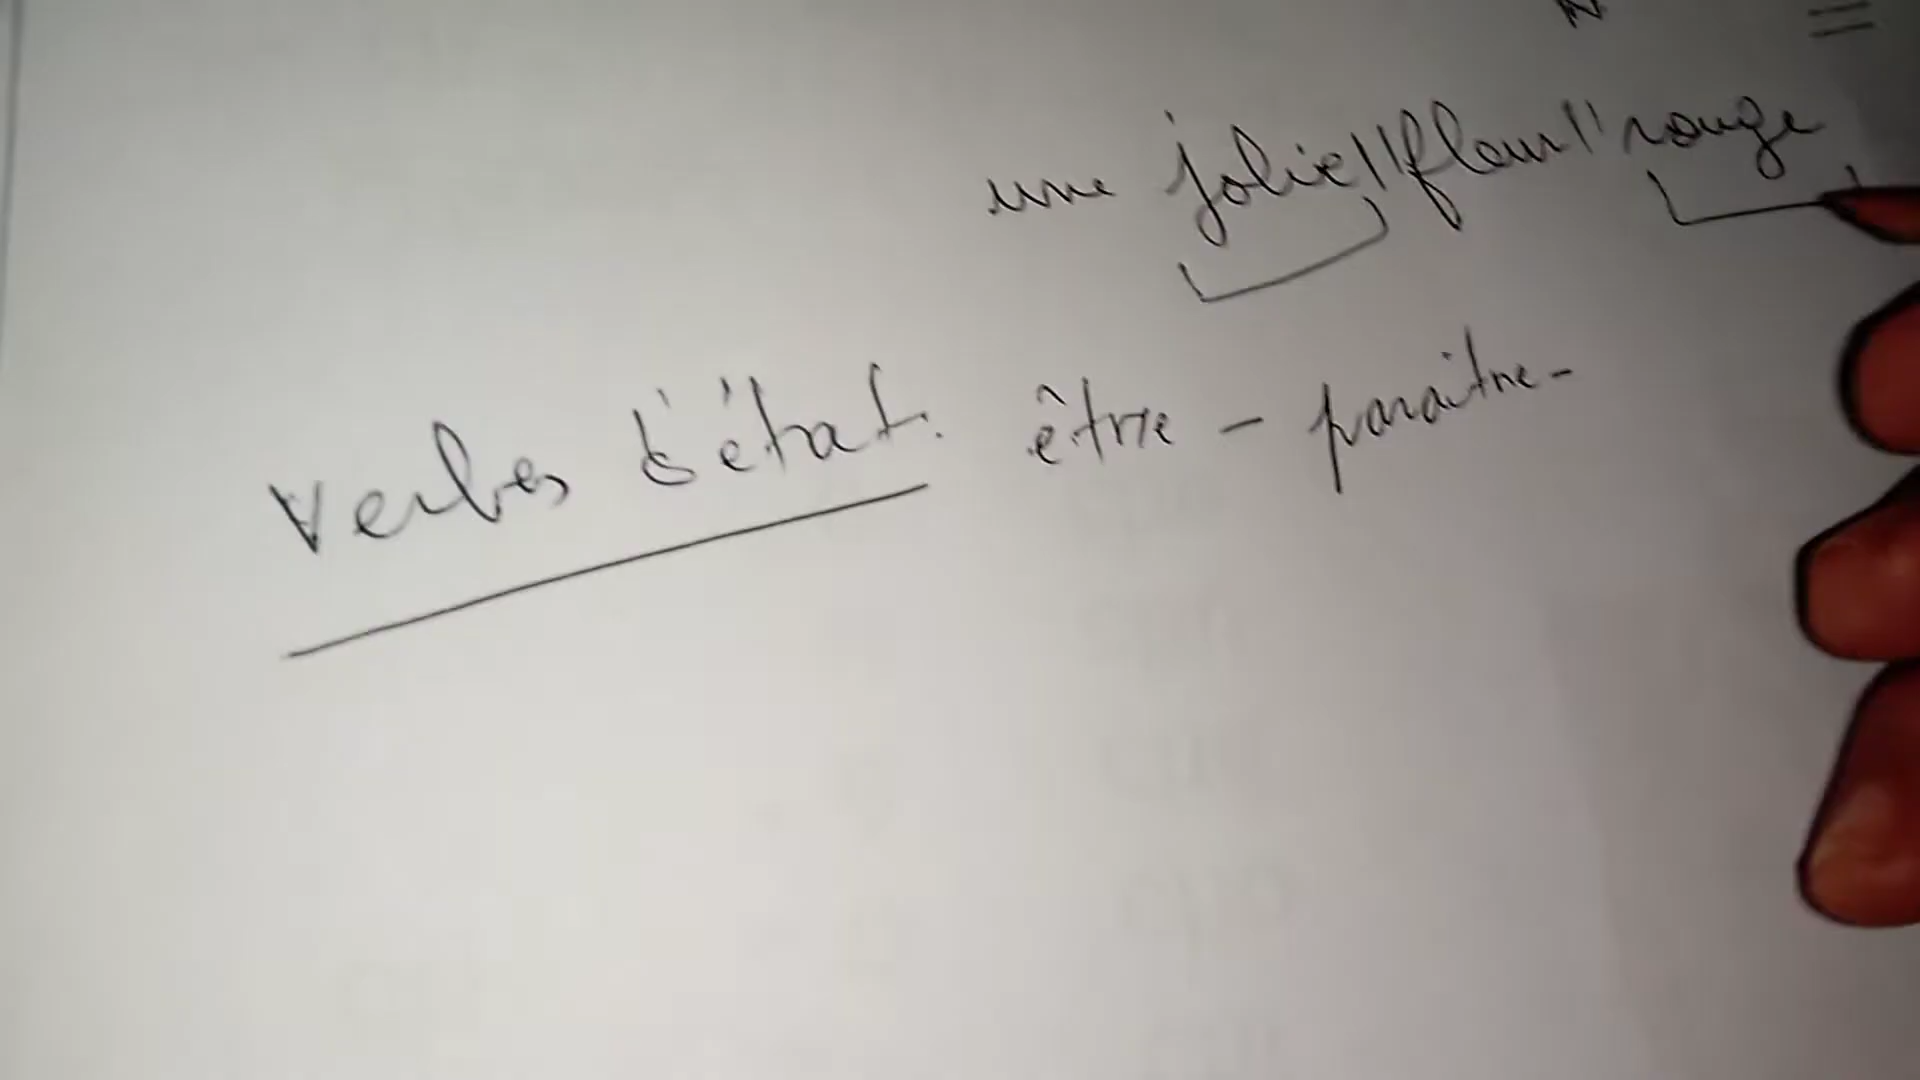 N =
une jolie // fleur // rouge
Verbes d'état : être - paraître -